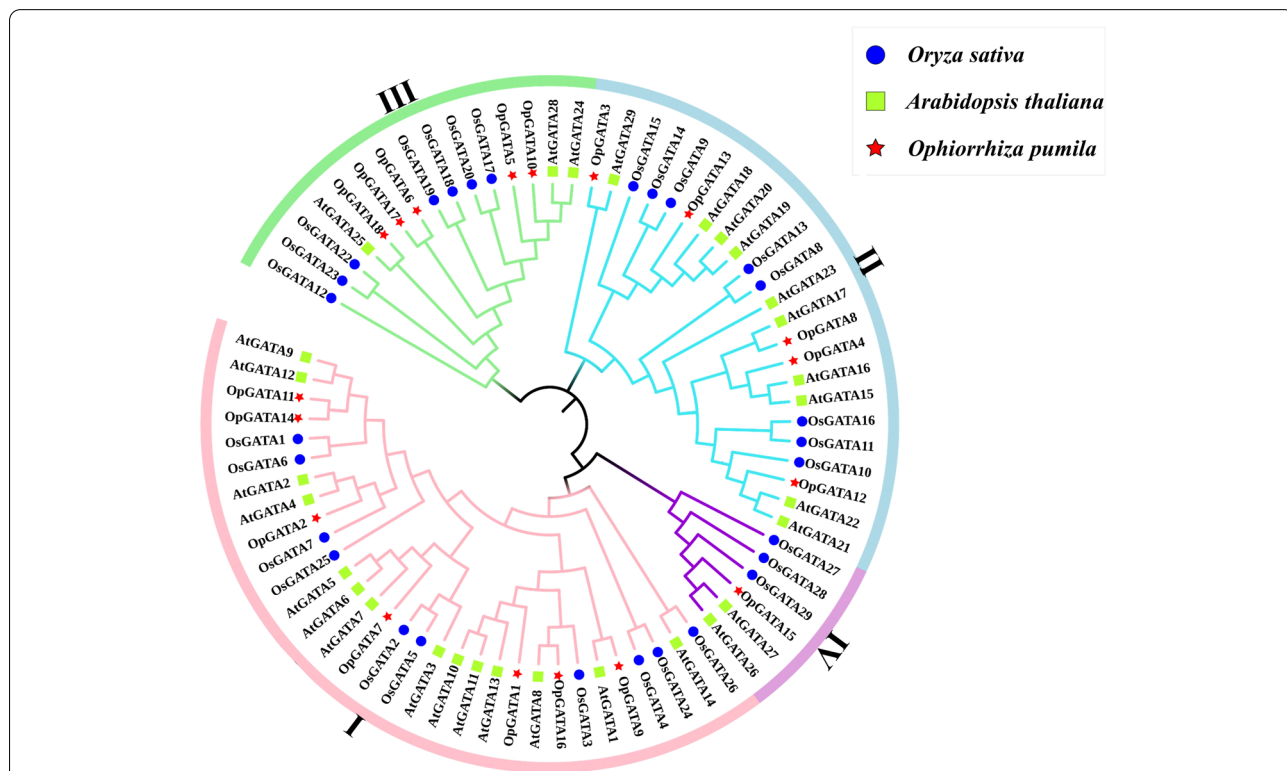 Oryza sativa
Arabidopsis thaliana
Ophiorrhiza pumila
III
OsGATA12
OsGATA23
OsGATA22
AtGATA25
OpGATA18
OpGATA17
OpGATA6
OsGATA19
OsGATA18
OsGATA20
OsGATA17
OpGATA5
OpGATA10
AtGATA28
AtGATA24
OpGATA3
AtGATA29
OsGATA15
OsGATA14
OsGATA9
OpGATA13
AtGATA18
AtGATA20
AtGATA19
OsGATA13
OsGATA8
II
AtGATA23
AtGATA17
OpGATA8
OpGATA4
AtGATA16
AtGATA15
OsGATA16
OsGATA11
OsGATA10
OpGATA12
AtGATA22
AtGATA21
OsGATA27
OsGATA28
OsGATA29
OpGATA15
AtGATA27
AtGATA26
IV
OsGATA26
AtGATA14
OsGATA24
OsGATA4
OpGATA9
AtGATA1
OsGATA3
OpGATA16
AtGATA8
OpGATA1
AtGATA13
AtGATA11
AtGATA10
AtGATA3
OsGATA5
OsGATA2
I
OpGATA7
AtGATA7
AtGATA6
AtGATA5
OsGATA25
OsGATA7
OpGATA2
AtGATA4
AtGATA2
OsGATA6
OsGATA1
OpGATA14
OpGATA11
AtGATA12
AtGATA9